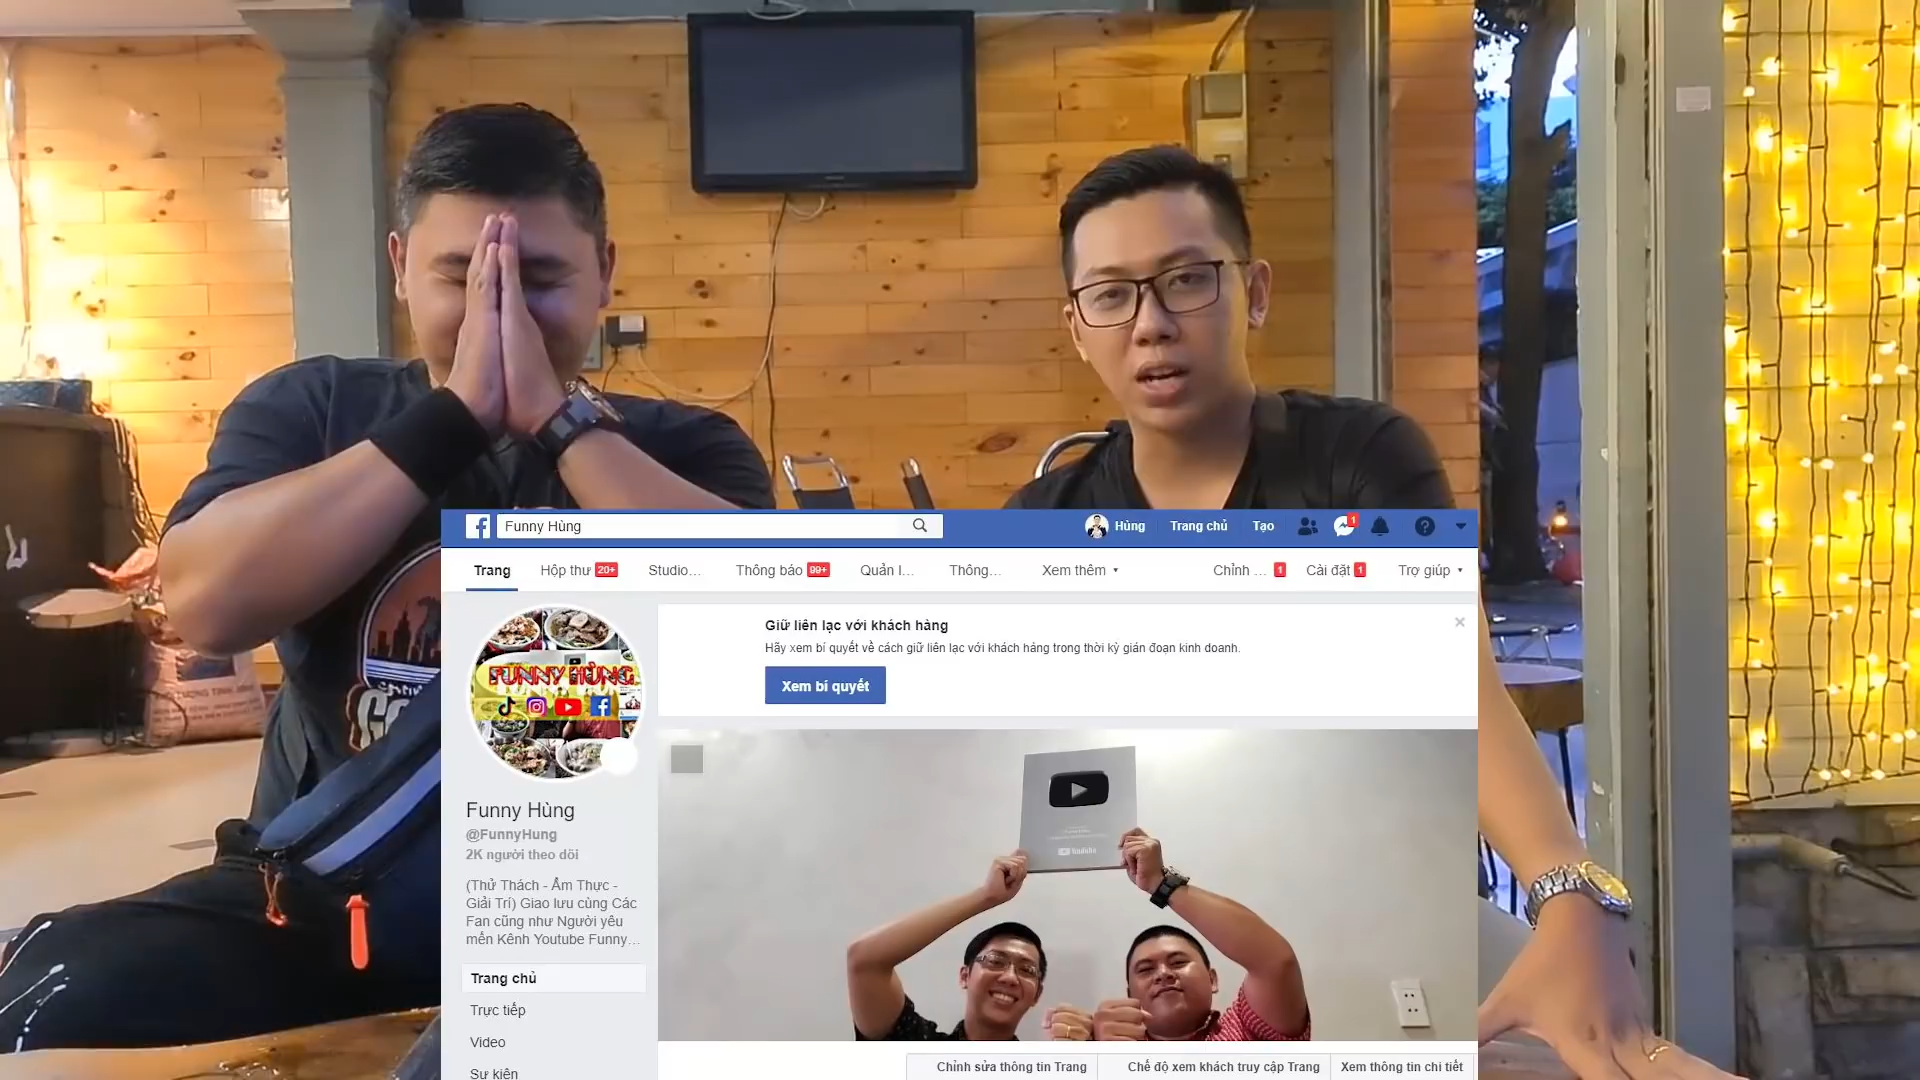 Funny Hùng
Hùng
Trang chủ
Tạo
1
Trang
Hộp thư 20+
Studio...
Thông báo 99+
Quản l...
Thông...
Xem thêm
Chỉnh ... 1
Cài đặt 1
Trợ giúp
Giữ liên lạc với khách hàng
Hãy xem bí quyết về cách giữ liên lạc với khách hàng trong thời kỳ gián đoạn kinh doanh.
Xem bí quyết
FUNNY HÙNG
Funny Hùng
@FunnyHung
2K người theo dõi
(Thử Thách - Ẩm Thực -
Giải Trí) Giao lưu cùng Các
Fan cũng như Người yêu
mến Kênh Youtube Funny...
YouTube
Trang chủ
Trực tiếp
Video
Sự kiện
Chỉnh sửa thông tin Trang
Chế độ xem khách truy cập Trang
Xem thông tin chi tiết